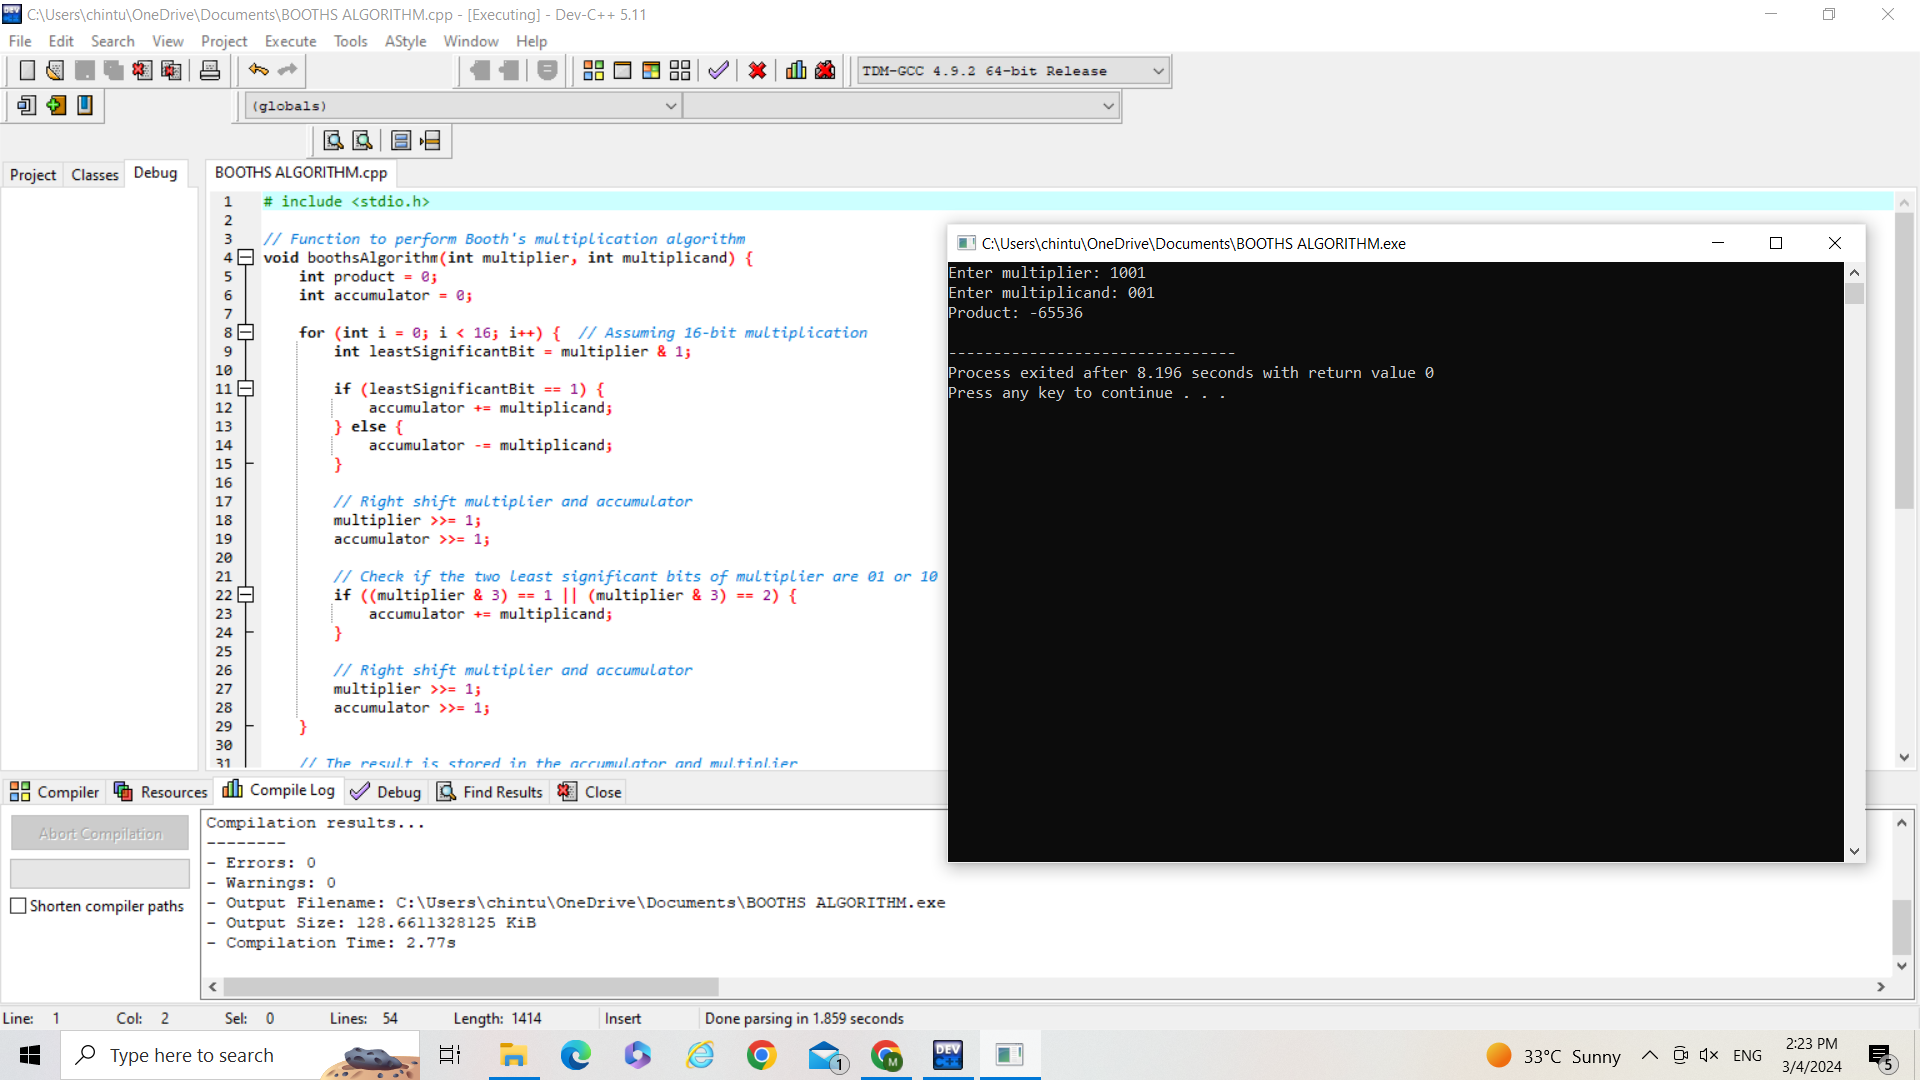 C:\Users\chintu\OneDrive\Documents\BOOTHS ALGORITHM.cpp - [Executing] - Dev-C++ 5.11
File Edit Search View Project Execute Tools AStyle Window Help
TDM-GCC 4.9.2 64-bit Release
(globals)
Project Classes Debug
BOOTHS ALGORITHM.cpp
1 # include <stdio.h>
2
3 // Function to perform Booth's multiplication algorithm
4 void boothsAlgorithm(int multiplier, int multiplicand) {
5 int product = 0;
6 int accumulator = 0;
7
8 for (int i = 0; i < 16; i++) { // Assuming 16-bit multiplication
9 int leastSignificantBit = multiplier & 1;
10
11 if (leastSignificantBit == 1) {
12 accumulator += multiplicand;
13 } else {
14 accumulator -= multiplicand;
15 }
16
17 // Right shift multiplier and accumulator
18 multiplier >>= 1;
19 accumulator >>= 1;
20
21 // Check if the two least significant bits of multiplier are 01 or 10
22 if ((multiplier & 3) == 1 || (multiplier & 3) == 2) {
23 accumulator += multiplicand;
24 }
25
26 // Right shift multiplier and accumulator
27 multiplier >>= 1;
28 accumulator >>= 1;
29 }
30
31 // The result is stored in the accumulator and multiplier
C:\Users\chintu\OneDrive\Documents\BOOTHS ALGORITHM.exe
Enter multiplier: 1001
Enter multiplicand: 001
Product: -65536
--------------------------------
Process exited after 8.196 seconds with return value 0
Press any key to continue . . .
Compiler Resources Compile Log Debug Find Results Close
Abort Compilation
Shorten compiler paths
Compilation results...
--------
- Errors: 0
- Warnings: 0
- Output Filename: C:\Users\chintu\OneDrive\Documents\BOOTHS ALGORITHM.exe
- Output Size: 128.6611328125 KiB
- Compilation Time: 2.77s
Line: 1 Col: 2 Sel: 0 Lines: 54 Length: 1414 Insert Done parsing in 1.859 seconds
Type here to search
DEV C++
1
M
33°C Sunny
ENG
2:23 PM
3/4/2024
5